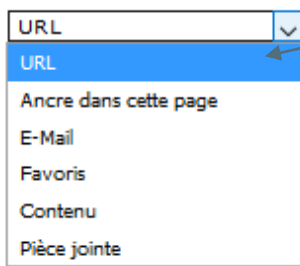 URL
URL
Ancre dans cette page
E-Mail
Favoris
Contenu
Pièce jointe